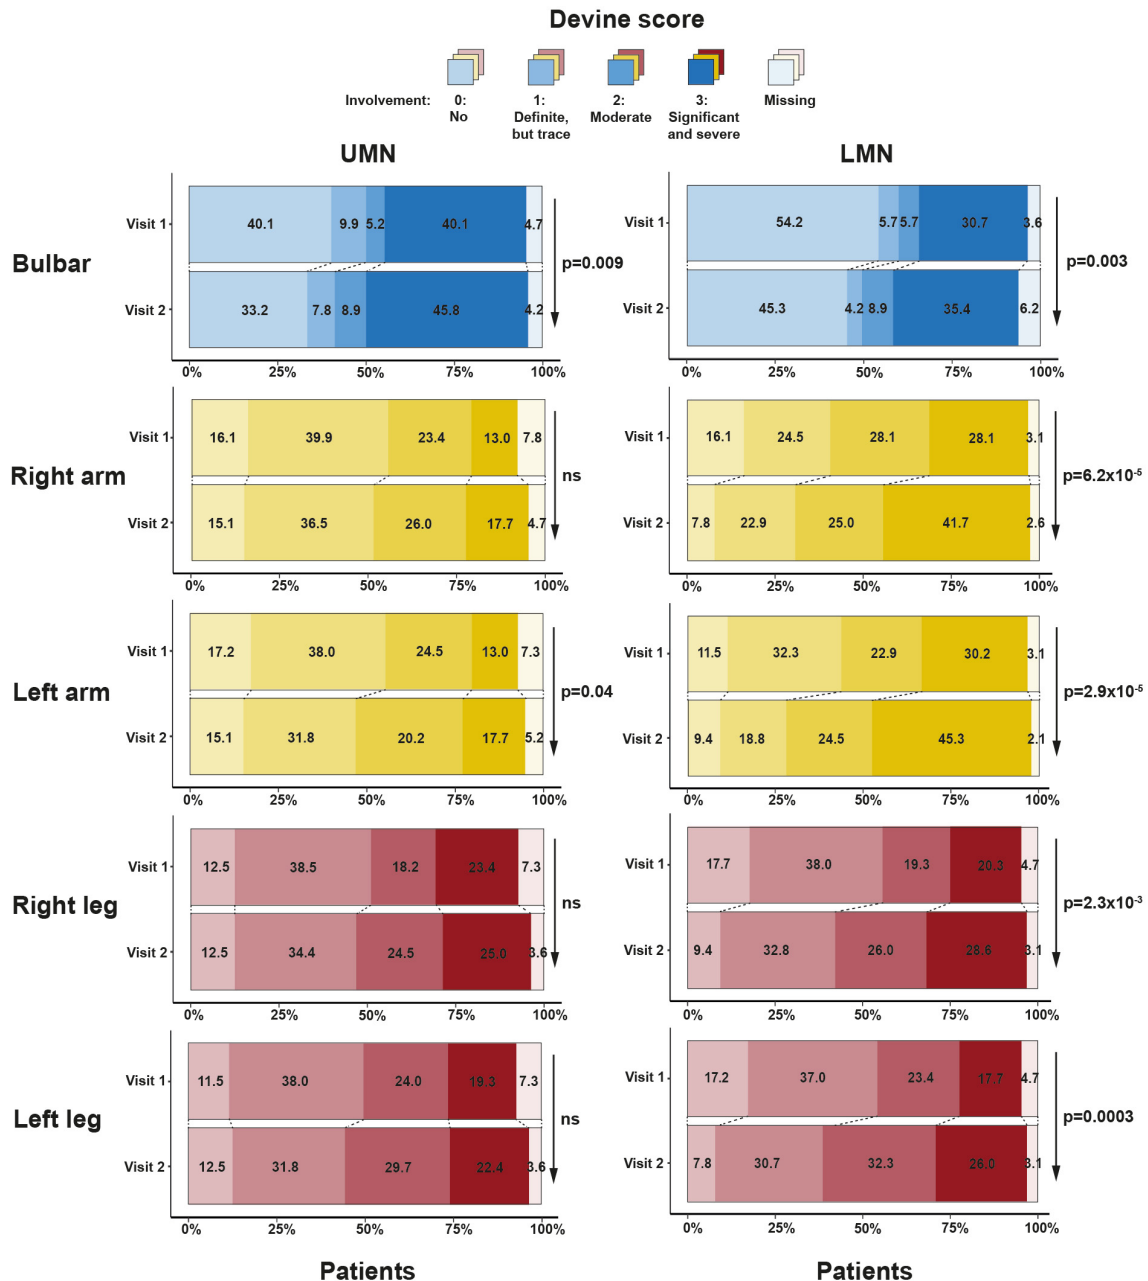 Devine score
Involvement: 0: 1: 2: 3: Missing
No Definite, Moderate Significant
but trace and severe
UMN LMN
Bulbar
Visit 1 40.1 9.9 5.2 40.1 4.7
p=0.009
Visit 2 33.2 7.8 8.9 45.8 4.2
0% 25% 50% 75% 100%
Visit 1 54.2 5.7 5.7 30.7 3.6
p=0.003
Visit 2 45.3 4.2 8.9 35.4 6.2
0% 25% 50% 75% 100%
Right arm
Visit 1 16.1 39.9 23.4 13.0 7.8
ns
Visit 2 15.1 36.5 26.0 17.7 4.7
0% 25% 50% 75% 100%
Visit 1 16.1 24.5 28.1 28.1 3.1
p=6.2x10⁻⁵
Visit 2 7.8 22.9 25.0 41.7 2.6
0% 25% 50% 75% 100%
Left arm
Visit 1 17.2 38.0 24.5 13.0 7.3
p=0.04
Visit 2 15.1 31.8 20.2 17.7 5.2
0% 25% 50% 75% 100%
Visit 1 11.5 32.3 22.9 30.2 3.1
p=2.9x10⁻⁵
Visit 2 9.4 18.8 24.5 45.3 2.1
0% 25% 50% 75% 100%
Right leg
Visit 1 12.5 38.5 18.2 23.4 7.3
ns
Visit 2 12.5 34.4 24.5 25.0 3.6
0% 25% 50% 75% 100%
Visit 1 17.7 38.0 19.3 20.3 4.7
p=2.3x10⁻³
Visit 2 9.4 32.8 26.0 28.6 3.1
0% 25% 50% 75% 100%
Left leg
Visit 1 11.5 38.0 24.0 19.3 7.3
ns
Visit 2 12.5 31.8 29.7 22.4 3.6
0% 25% 50% 75% 100%
Visit 1 17.2 37.0 23.4 17.7 4.7
p=0.0003
Visit 2 7.8 30.7 32.3 26.0 3.1
0% 25% 50% 75% 100%
Patients Patients